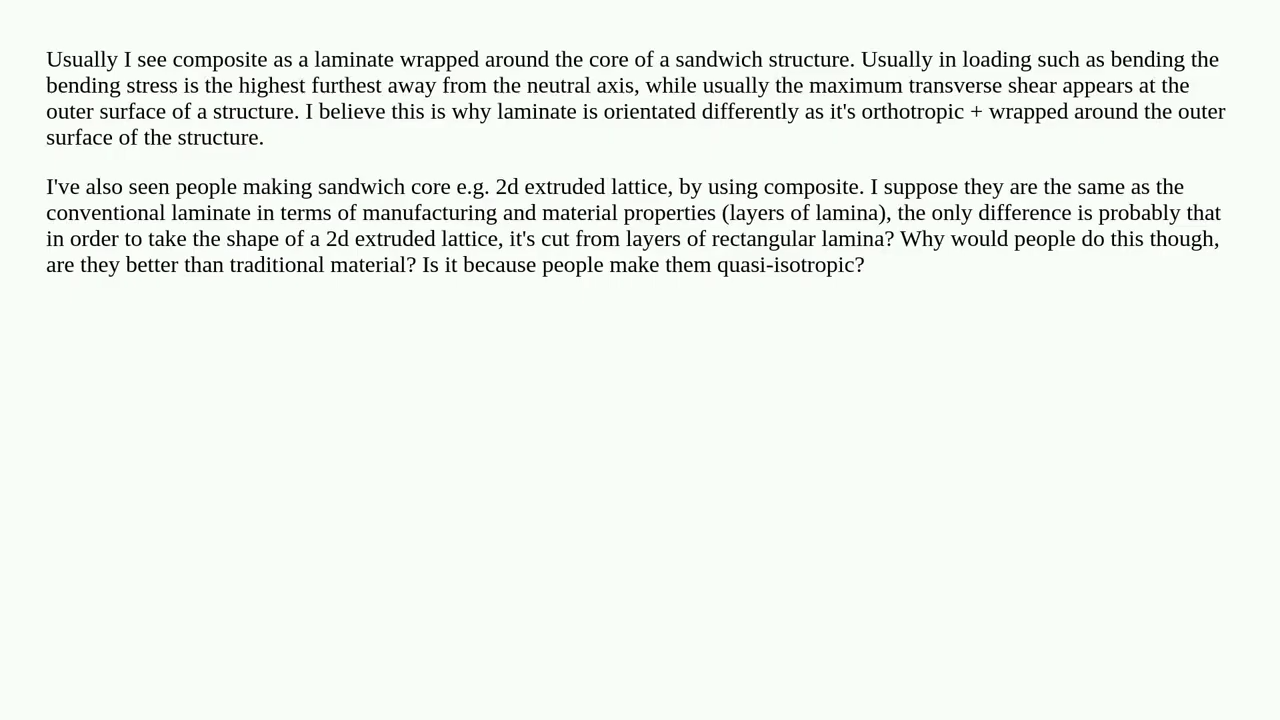 Usually I see composite as a laminate wrapped around the core of a sandwich structure. Usually in loading such as bending the
bending stress is the highest furthest away from the neutral axis, while usually the maximum transverse shear appears at the
outer surface of a structure. I believe this is why laminate is orientated differently as it's orthotropic + wrapped around the outer
surface of the structure.
I've also seen people making sandwich core e.g. 2d extruded lattice, by using composite. I suppose they are the same as the
conventional laminate in terms of manufacturing and material properties (layers of lamina), the only difference is probably that
in order to take the shape of a 2d extruded lattice, it's cut from layers of rectangular lamina? Why would people do this though,
are they better than traditional material? Is it because people make them quasi-isotropic?